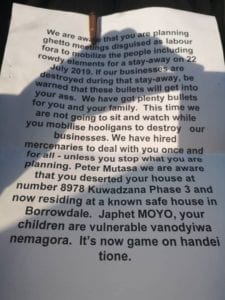 We are aware that you are planning
ghetto meetings disguised as labour
fora to mobilize the people including
rowdy elements for a stay-away on 22
July 2019. If our businesses are
destroyed during that stay-away, be
warned that these bullets will get into
your ass. We have got plenty bullets
for you and your family. This time we
are not going to sit and watch while
you mobilise hooligans to destroy our
businesses. We have hired
mercenaries to deal with you once and
for all - unless you stop what you are
planning. Peter Mutasa we are aware
that you deserted your house at
number 8978 Kuwadzana Phase 3 and
now residing at a known safe house in
Borrowdale. Japhet MOYO, your
children are vulnerable vanodyiwa
nemagora. It's now game on handei
tione.